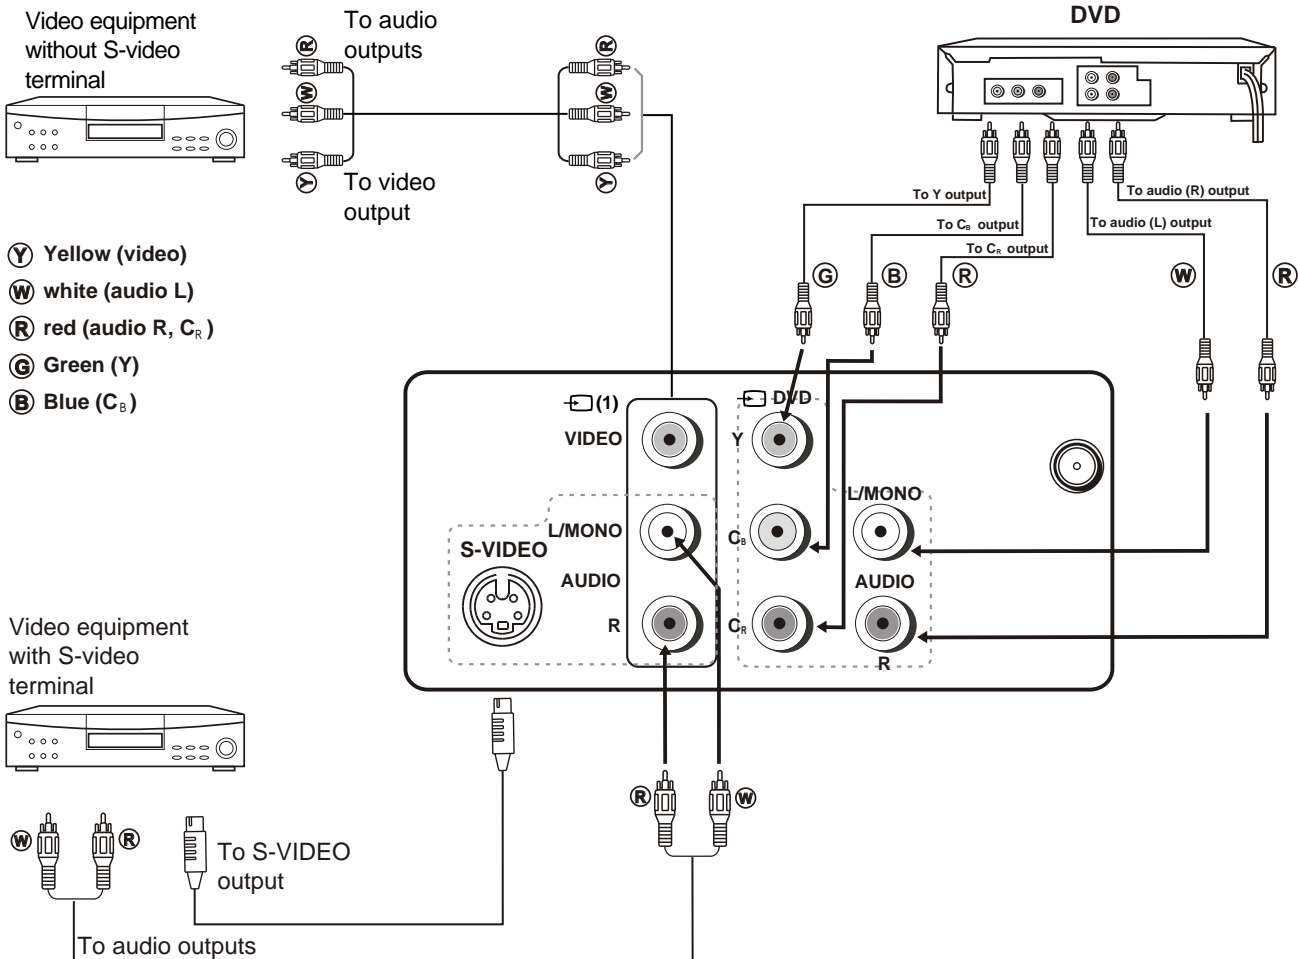 Video equipment
without S-video
terminal
To audio
outputs
R
W
Y
To video
output
R
W
Y
DVD
To Y output
To CB output
To CR output
To audio (R) output
To audio (L) output
G
B
R
W
R
Y Yellow (video)
W white (audio L)
R red (audio R, CR)
G Green (Y)
B Blue (CB)
(1)
VIDEO
L/MONO
S-VIDEO
AUDIO
R
DVD
Y
CB
CR
L/MONO
AUDIO
R
Video equipment
with S-video
terminal
W
R
To S-VIDEO
output
To audio outputs
R
W